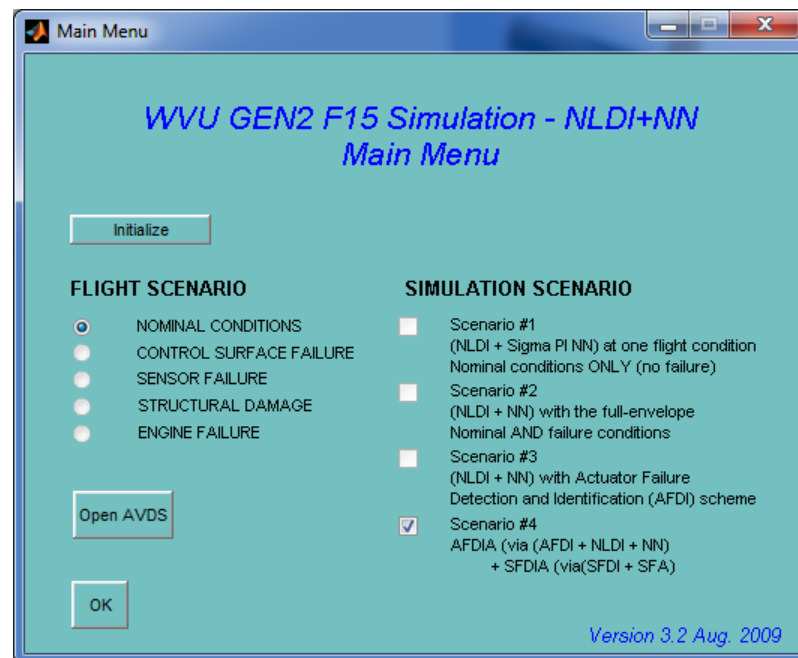 Main Menu
WVU GEN2 F15 Simulation - NLDI+NN
Main Menu
Initialize
FLIGHT SCENARIO
NOMINAL CONDITIONS
CONTROL SURFACE FAILURE
SENSOR FAILURE
STRUCTURAL DAMAGE
ENGINE FAILURE
Open AVDS
OK
SIMULATION SCENARIO
Scenario #1
(NLDI + Sigma PI NN) at one flight condition
Nominal conditions ONLY (no failure)
Scenario #2
(NLDI + NN) with the full-envelope
Nominal AND failure conditions
Scenario #3
(NLDI + NN) with Actuator Failure
Detection and Identification (AFDI) scheme
Scenario #4
AFDIA (via (AFDI + NLDI + NN)
+ SFDIA (via(SFDI + SFA)
Version 3.2 Aug. 2009